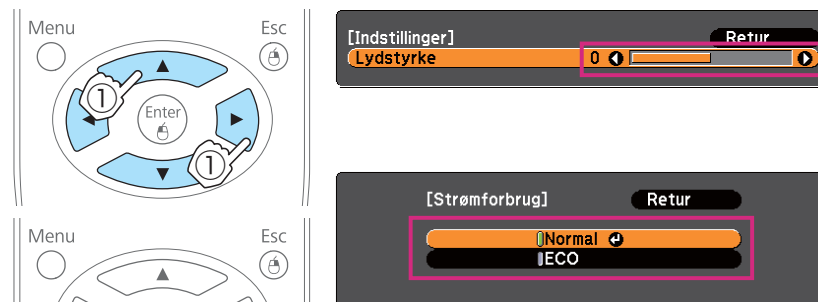 Menu
Esc
Enter
1
1
[Indstillinger]
Retur
Lydstyrke
0
[Strømforbrug]
Retur
Normal
ECO
Menu
Esc